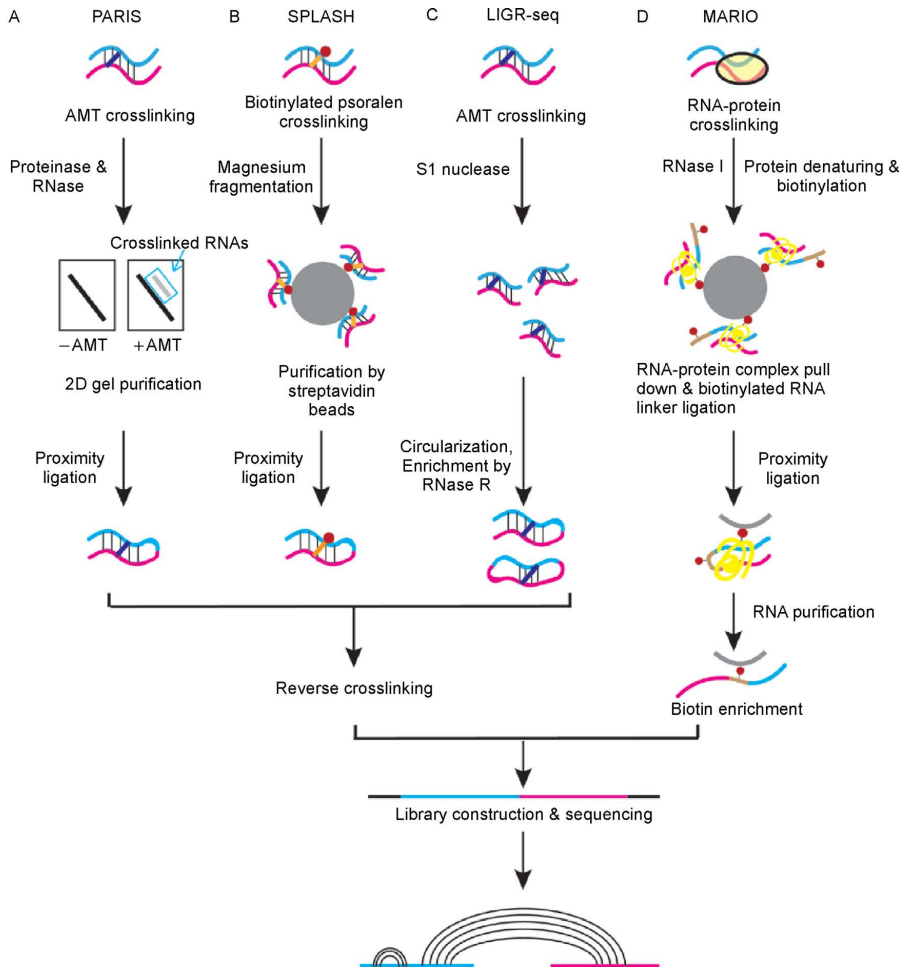 A PARIS
B SPLASH
C LIGR-seq
D MARIO
AMT crosslinking
Biotinylated psoralen
crosslinking
AMT crosslinking
RNA-protein
crosslinking
Proteinase &
RNase
Magnesium
fragmentation
S1 nuclease
RNase I
Protein denaturing &
biotinylation
Crosslinked RNAs
−AMT
+AMT
2D gel purification
Purification by
streptavidin
beads
RNA-protein complex pull
down & biotinylated RNA
linker ligation
Proximity
ligation
Proximity
ligation
Circularization,
Enrichment by
RNase R
Proximity
ligation
RNA purification
Reverse crosslinking
Biotin enrichment
Library construction & sequencing